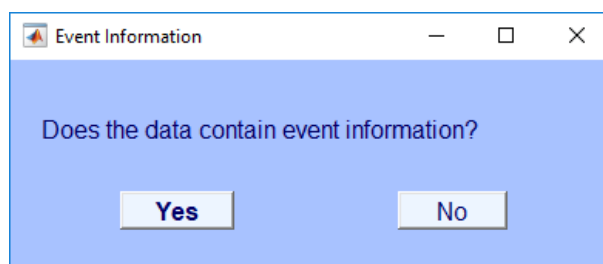 Event Information
Does the data contain event information?
Yes
No